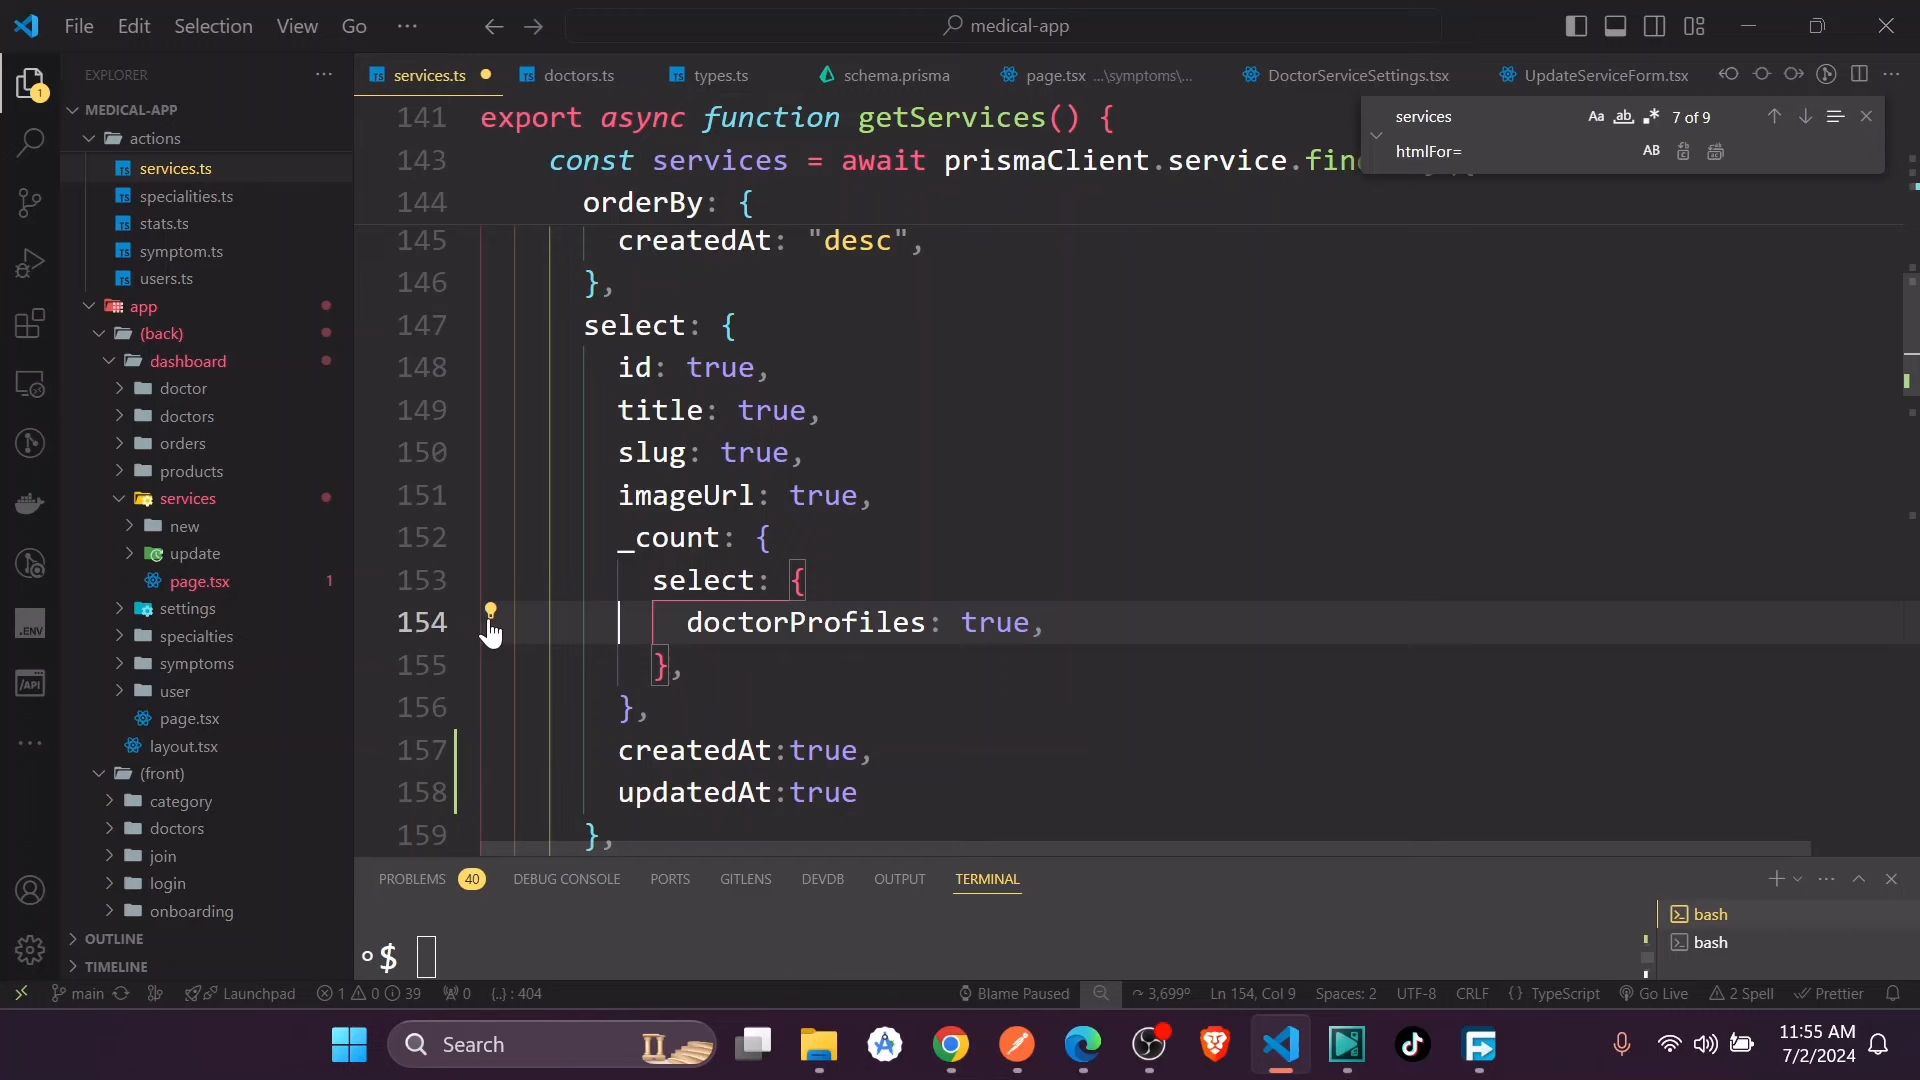 File Edit Selection View Go ··· medical-app
EXPLORER
MEDICAL-APP
actions
services.ts
specialities.ts
stats.ts
symptom.ts
users.ts
app
(back)
dashboard
doctor
doctors
orders
products
services
new
update
page.tsx 1
settings
specialties
symptoms
user
page.tsx
layout.tsx
(front)
category
doctors
join
login
onboarding
OUTLINE
TIMELINE
services.ts doctors.ts types.ts schema.prisma page.tsx ...\symptoms\... DoctorServiceSettings.tsx UpdateServiceForm.tsx
services Aa ab 7 of 9
htmlFor= AB
141 export async function getServices() {
143 const services = await prismaClient.service.fin
144 orderBy: {
145 createdAt: "desc",
146 },
147 select: {
148 id: true,
149 title: true,
150 slug: true,
151 imageUrl: true,
152 _count: {
153 select: {
154 doctorProfiles: true,
155 },
156 },
157 createdAt:true,
158 updatedAt:true
159 },
PROBLEMS 40 DEBUG CONSOLE PORTS GITLENS DEVDB OUTPUT TERMINAL
$
bash
bash
main Launchpad 1 0 39 0 {..} : 404 Blame Paused 3,699º Ln 154, Col 9 Spaces: 2 UTF-8 CRLF {} TypeScript Go Live 2 Spell Prettier
Search
11:55 AM
7/2/2024